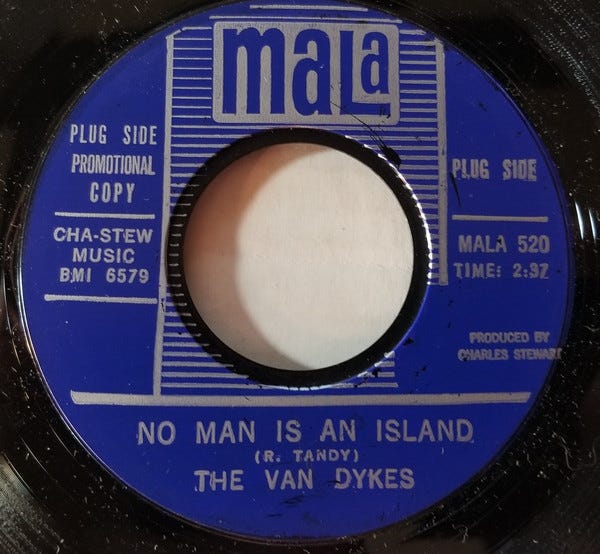 mala
PLUG SIDE
PROMOTIONAL
COPY
CHA-STEW
MUSIC
BMI 6579
PLUG SIDE
MALA 520
TIME: 2:37
PRODUCED BY
CHARLES STEWART
NO MAN IS AN ISLAND
(R. TANDY)
THE VAN DYKES